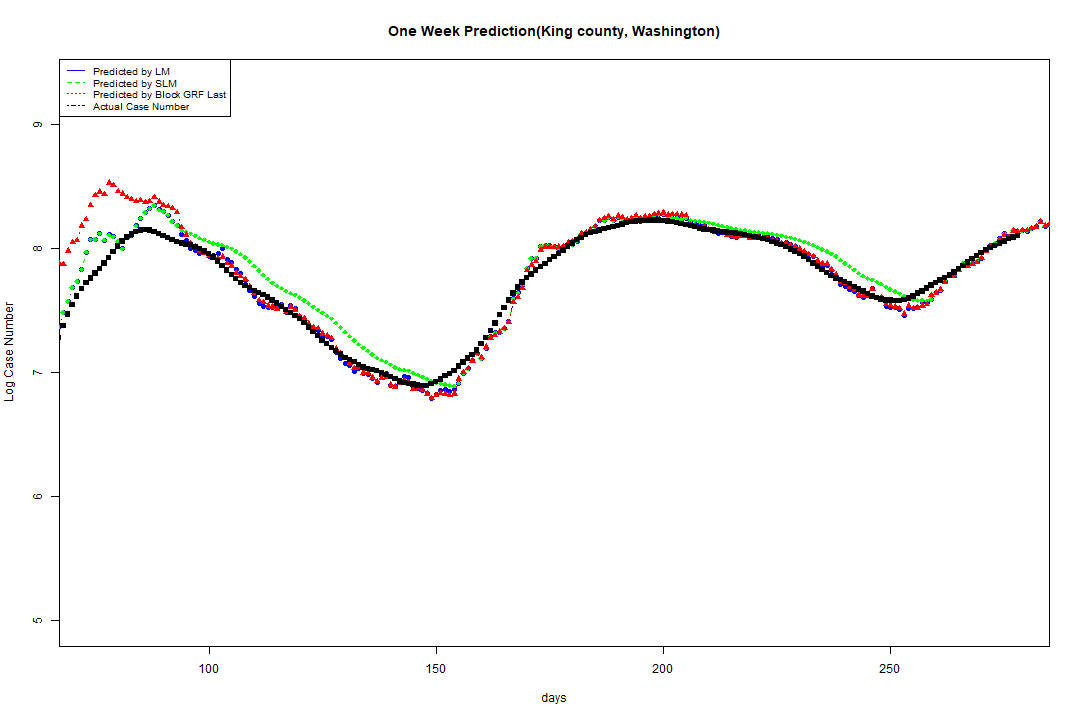 One Week Prediction(King county, Washington)
Predicted by LM
Predicted by SLM
Predicted by Block GRF Last
Actual Case Number
9
8
7
6
5
Log Case Number
100 150 200 250
days